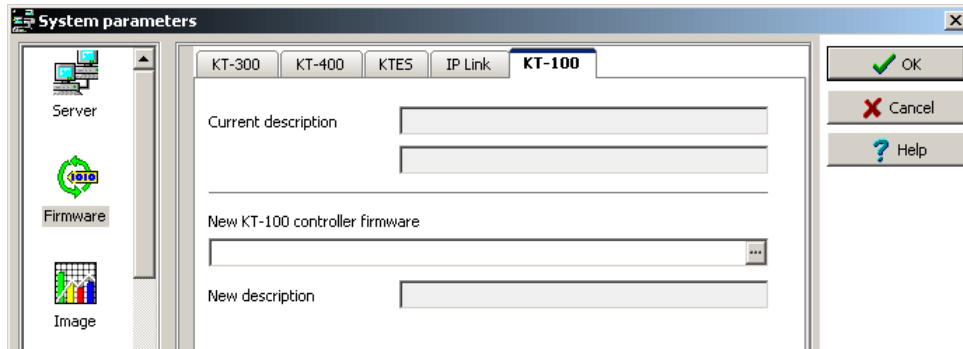 System parameters
Server
Firmware
Image
KT-300
KT-400
KTES
IP Link
KT-100
Current description
New KT-100 controller firmware
...
New description
OK
Cancel
Help